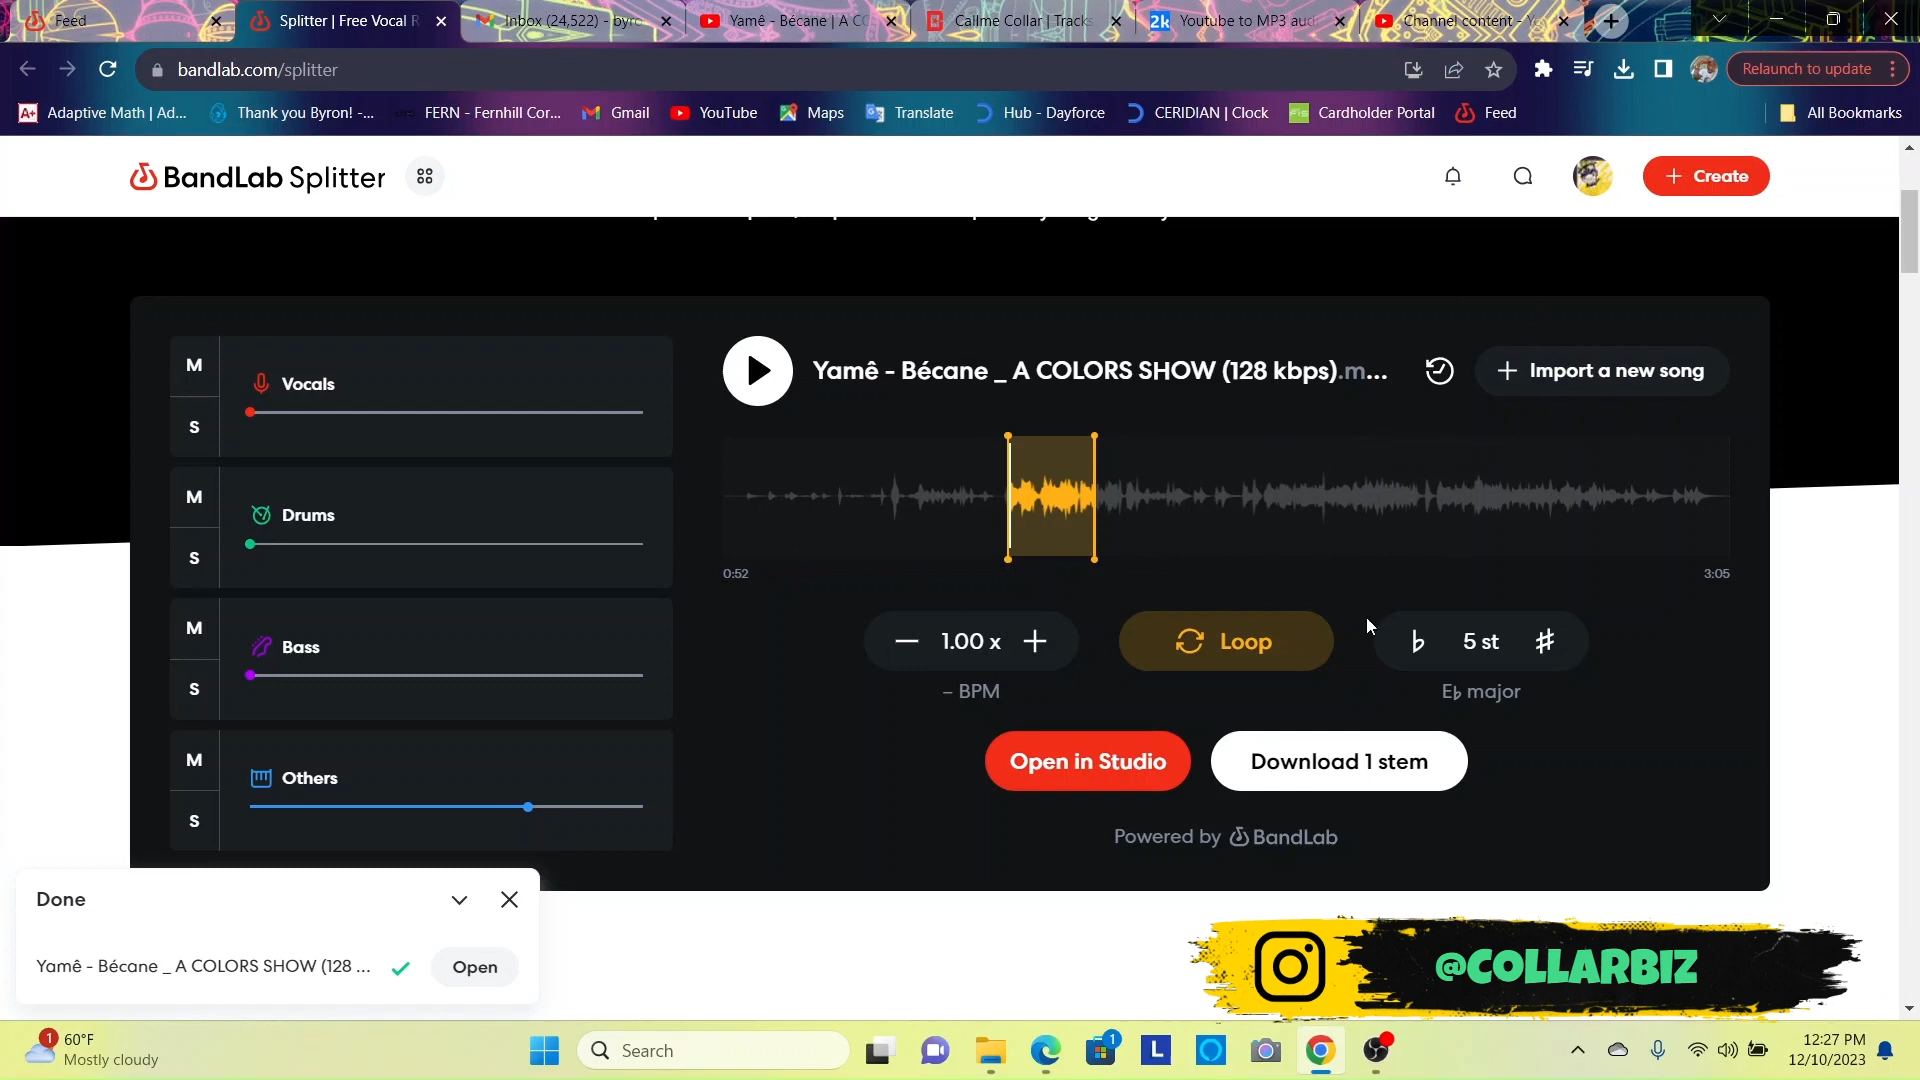 Feed
Splitter | Free Vocal R
Inbox (24,522) - byro
Yamê - Bécane | A CO
Callme Collar | Tracks
2k Youtube to MP3 aud
Channel content - Yo
bandlab.com/splitter
Relaunch to update
A+ Adaptive Math | Ad...
Thank you Byron! -...
FERN - Fernhill Cor...
Gmail
YouTube
Maps
Translate
Hub - Dayforce
CERIDIAN | Clock
Cardholder Portal
Feed
All Bookmarks
BandLab Splitter
+ Create
M
Vocals
S
M
Drums
S
M
Bass
S
M
Others
S
Yamê - Bécane _ A COLORS SHOW (128 kbps).m...
+ Import a new song
0:52
3:05
— 1.00 x +
Loop
♭ 5 st ♯
– BPM
E♭ major
Open in Studio
Download 1 stem
Powered by BandLab
Done
Yamê - Bécane _ A COLORS SHOW (128 ...
Open
@COLLARBIZ
1
60°F
Mostly cloudy
Search
1
L
12:27 PM
12/10/2023